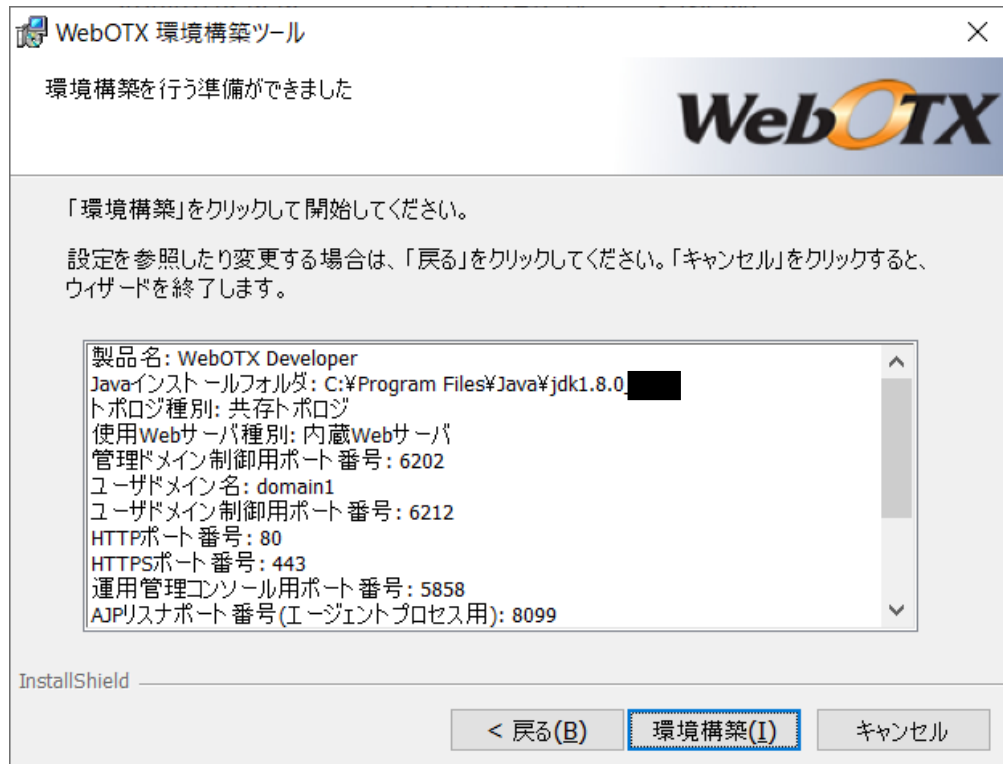 WebOTX 環境構築ツール
環境構築を行う準備ができました
WebOTX
「環境構築」をクリックして開始してください。
設定を参照したり変更する場合は、「戻る」をクリックしてください。「キャンセル」をクリックすると、
ウィザードを終了します。
製品名: WebOTX Developer
Javaインストールフォルダ: C:¥Program Files¥Java¥jdk1.8.0_
トポロジ種別: 共存トポロジ
使用Webサーバ種別: 内蔵Webサーバ
管理ドメイン制御用ポート番号: 6202
ユーザドメイン名: domain1
ユーザドメイン制御用ポート番号: 6212
HTTPポート番号: 80
HTTPSポート番号: 443
運用管理コンソール用ポート番号: 5858
AJPリスナポート番号(エージェントプロセス用): 8099
InstallShield
< 戻る(B)
環境構築(I)
キャンセル